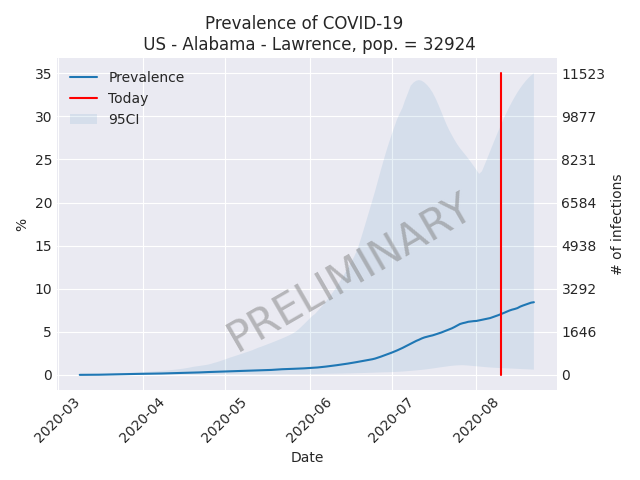 Prevalence of COVID-19
US - Alabama - Lawrence, pop. = 32924
Prevalence
Today
95CI
35
30
25
20
15
10
5
0
%
11523
9877
8231
6584
4938
3292
1646
0
# of infections
PRELIMINARY
2020-03
2020-04
2020-05
2020-06
2020-07
2020-08
Date